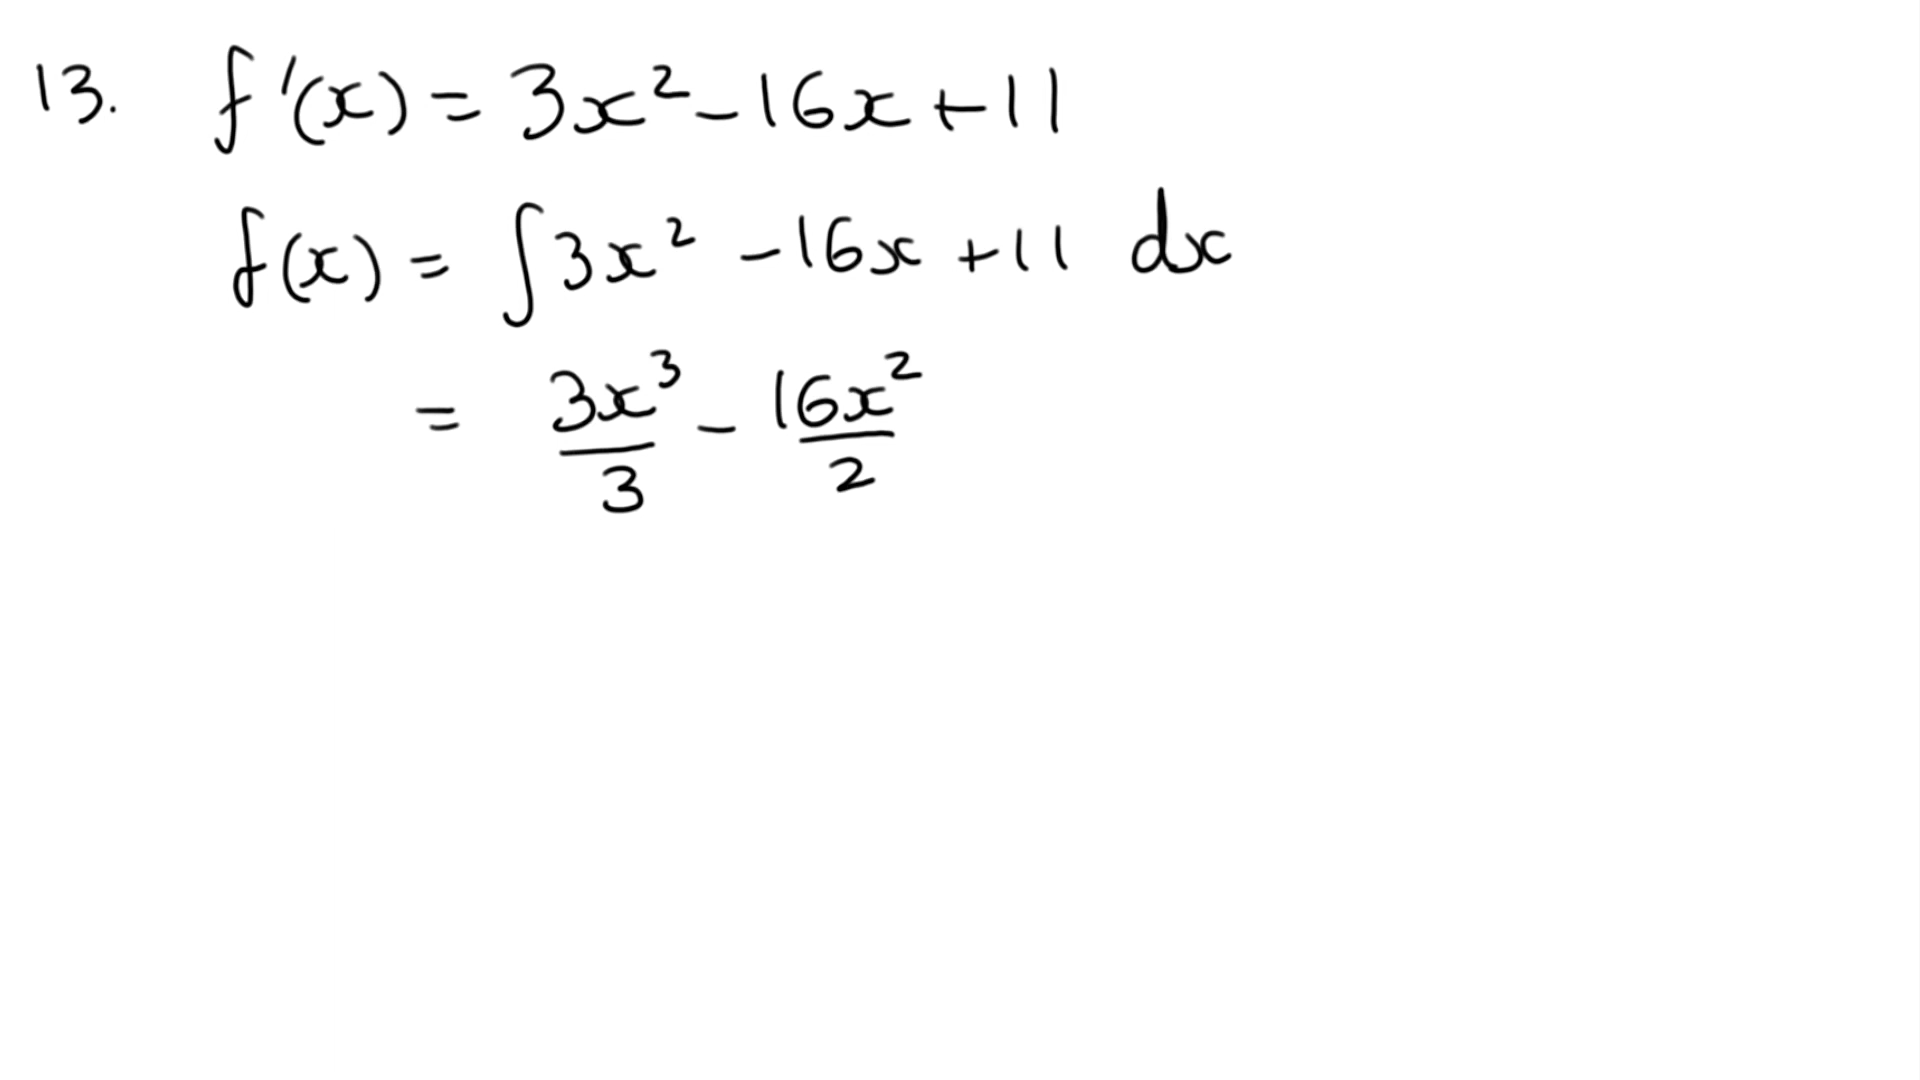 13. f'(x) = 3x² - 16x + 11
f(x) = ∫ 3x² - 16x + 11 dx
= 3x³/3 - 16x²/2